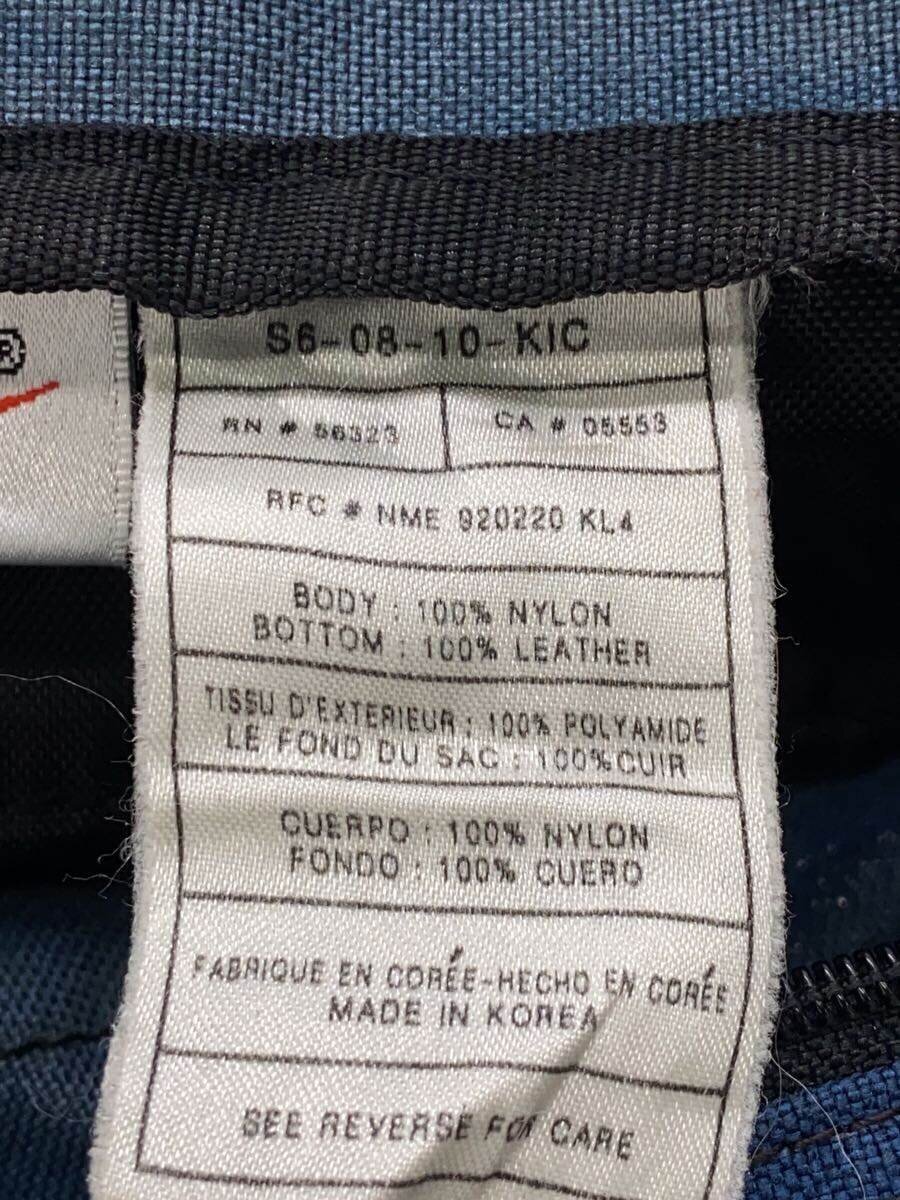 S6-08-10-KIC
RN # 56323
CA # 05553
RFC # NME 920220 KL4
BODY : 100% NYLON
BOTTOM : 100% LEATHER
TISSU D'EXTERIEUR : 100% POLYAMIDE
LE FOND DU SAC : 100% CUIR
CUERPO : 100% NYLON
FONDO : 100% CUERO
FABRIQUE EN CORÉE-HECHO EN CORÉE
MADE IN KOREA
SEE REVERSE FOR CARE
R